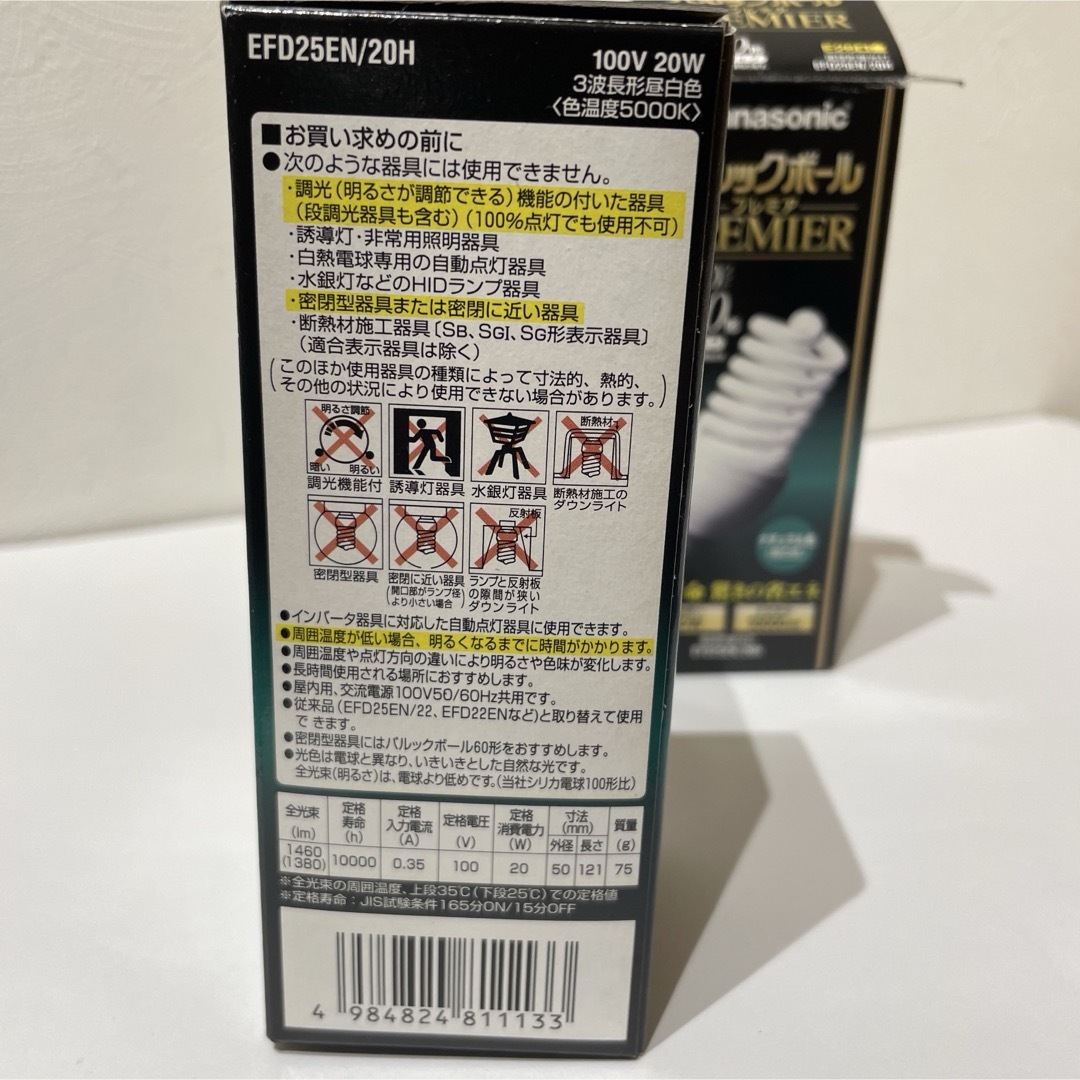 EFD25EN/20H
100V 20W
3波長形昼白色
〈色温度5000K〉
■お買い求めの前に
●次のような器具には使用できません。
・調光(明るさが調節できる)機能の付いた器具
(段調光器具も含む)(100%点灯でも使用不可)
・誘導灯・非常用照明器具
・白熱電球専用の自動点灯器具
・水銀灯などのHIDランプ器具
・密閉型器具または密閉に近い器具
・断熱材施工器具〔SB、SGI、SG形表示器具〕
(適合表示器具は除く)
(このほか使用器具の種類によって寸法的、熱的、
その他の状況により使用できない場合があります。)
明るさ調節
暗い 明るい
調光機能付
誘導灯器具
水銀灯器具
断熱材
断熱材施工の
ダウンライト
密閉型器具
密閉に近い器具
(開口部がランプ径
より小さい場合)
反射板
ランプと反射板
の隙間が狭い
ダウンライト
●インバータ器具に対応した自動点灯器具に使用できます。
●周囲温度が低い場合、明るくなるまでに時間がかかります。
●周囲温度や点灯方向の違いにより明るさや色味が変化します。
●長時間使用される場所におすすめします。
●屋内用、交流電源100V50/60Hz共用です。
●従来品(EFD25EN/22、EFD22ENなど)と取り替えて使用
で きます。
●密閉型器具にはパルックボール60形をおすすめします。
●光色は電球と異なり、いきいきとした自然な光です。
全光束(明るさ)は、電球より低めです。(当社シリカ電球100形比)
全光束 (lm) 定格寿命 (h) 定格入力電流 (A) 定格電圧 (V) 定格消費電力 (W) 寸法 (mm) 外径 長さ 質量 (g)
1460 (1380) 10000 0.35 100 20 50 121 75
※全光束の周囲温度、上段35℃(下段25℃)での定格値
※定格寿命:JIS試験条件165分ON/15分OFF
4 984824 811133
EFD25EN/20H
nasonic
ックボール
プレミア
EMIER